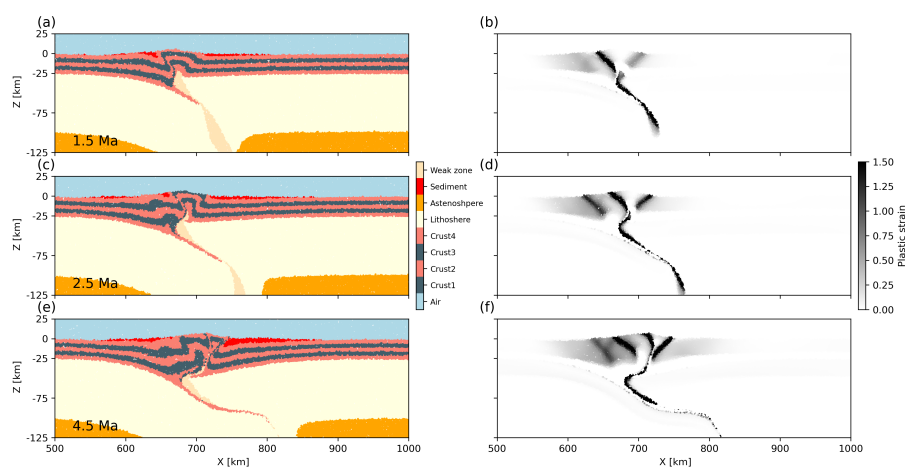 (a)
(b)
25
0
-25
-75
-125
Z [km]
1.5 Ma
(c)
(d)
25
0
-25
-75
-125
Z [km]
2.5 Ma
Weak zone
Sediment
Astenoshpere
Lithoshere
Crust4
Crust3
Crust2
Crust1
Air
1.50
1.25
1.00
0.75
0.50
0.25
0.00
Plastic strain
(e)
(f)
25
0
-25
-75
-125
Z [km]
4.5 Ma
500 600 700 800 900 1000
X [km]
500 600 700 800 900 1000
X [km]